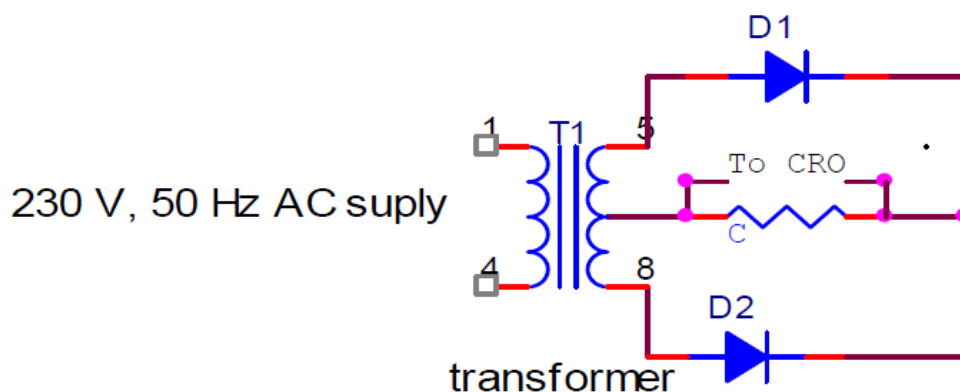 D1
1
T1
5
To CRO
230 V, 50 Hz AC suply
C
4
8
D2
transformer